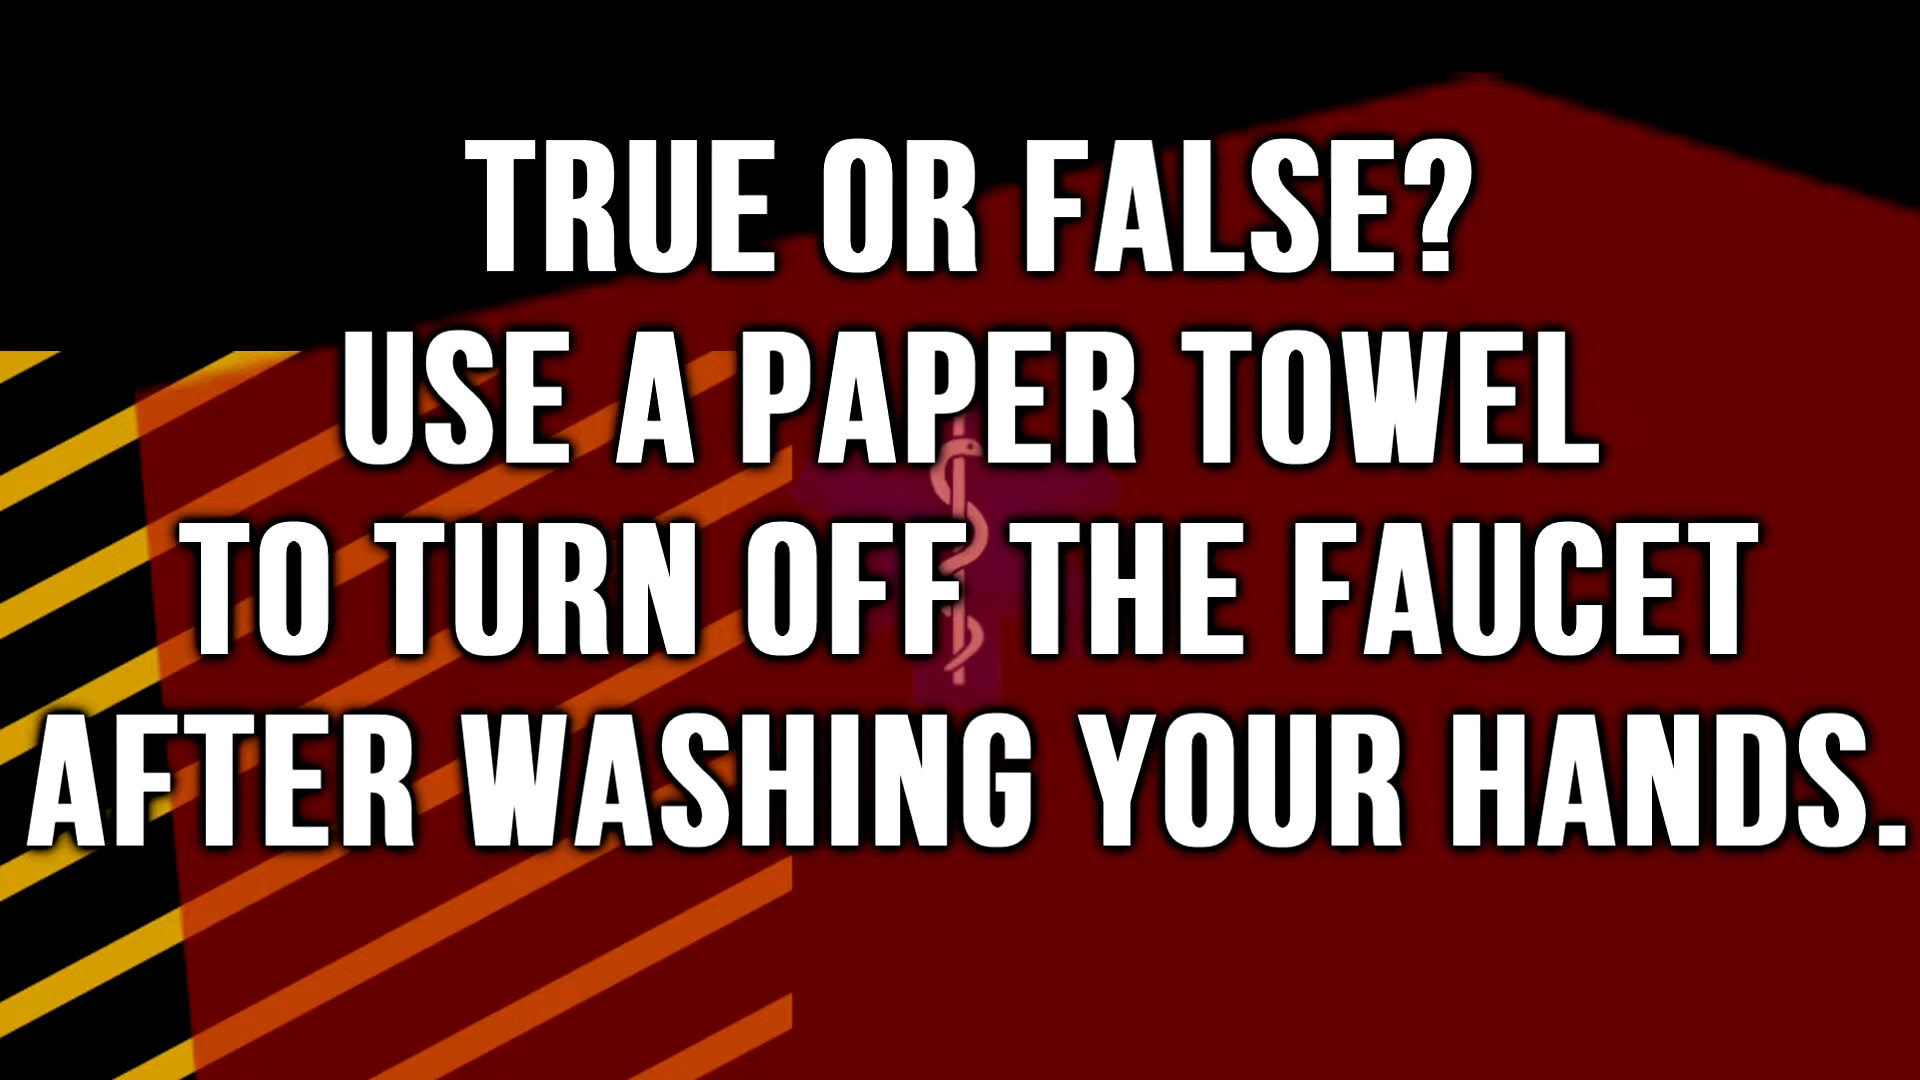 TRUE OR FALSE?
USE A PAPER TOWEL
TO TURN OFF THE FAUCET
AFTER WASHING YOUR HANDS.